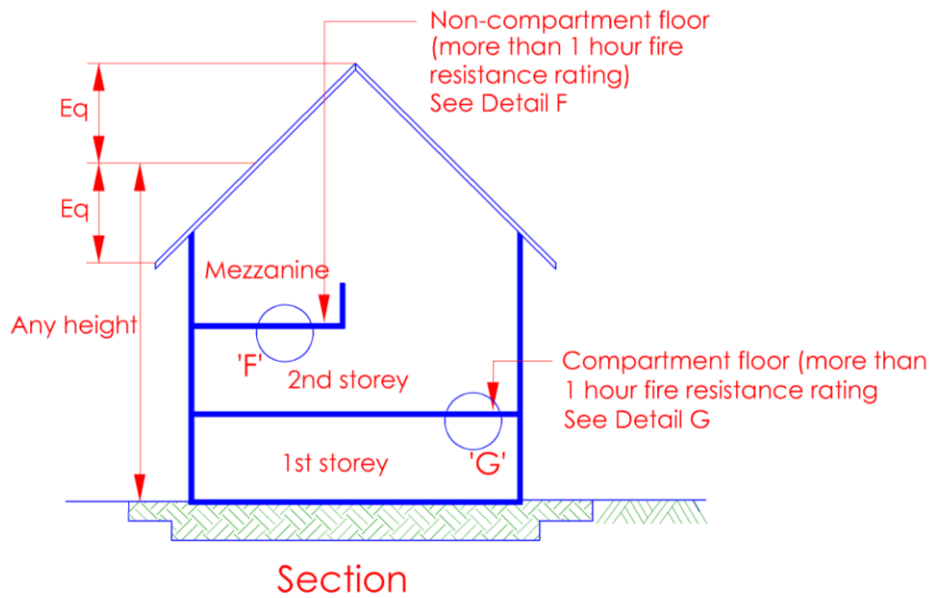 Non-compartment floor
(more than 1 hour fire
resistance rating)
See Detail F
Eq
Eq
Mezzanine
Any height
'F'
2nd storey
Compartment floor (more than
1 hour fire resistance rating
See Detail G
1st storey
'G'
Section